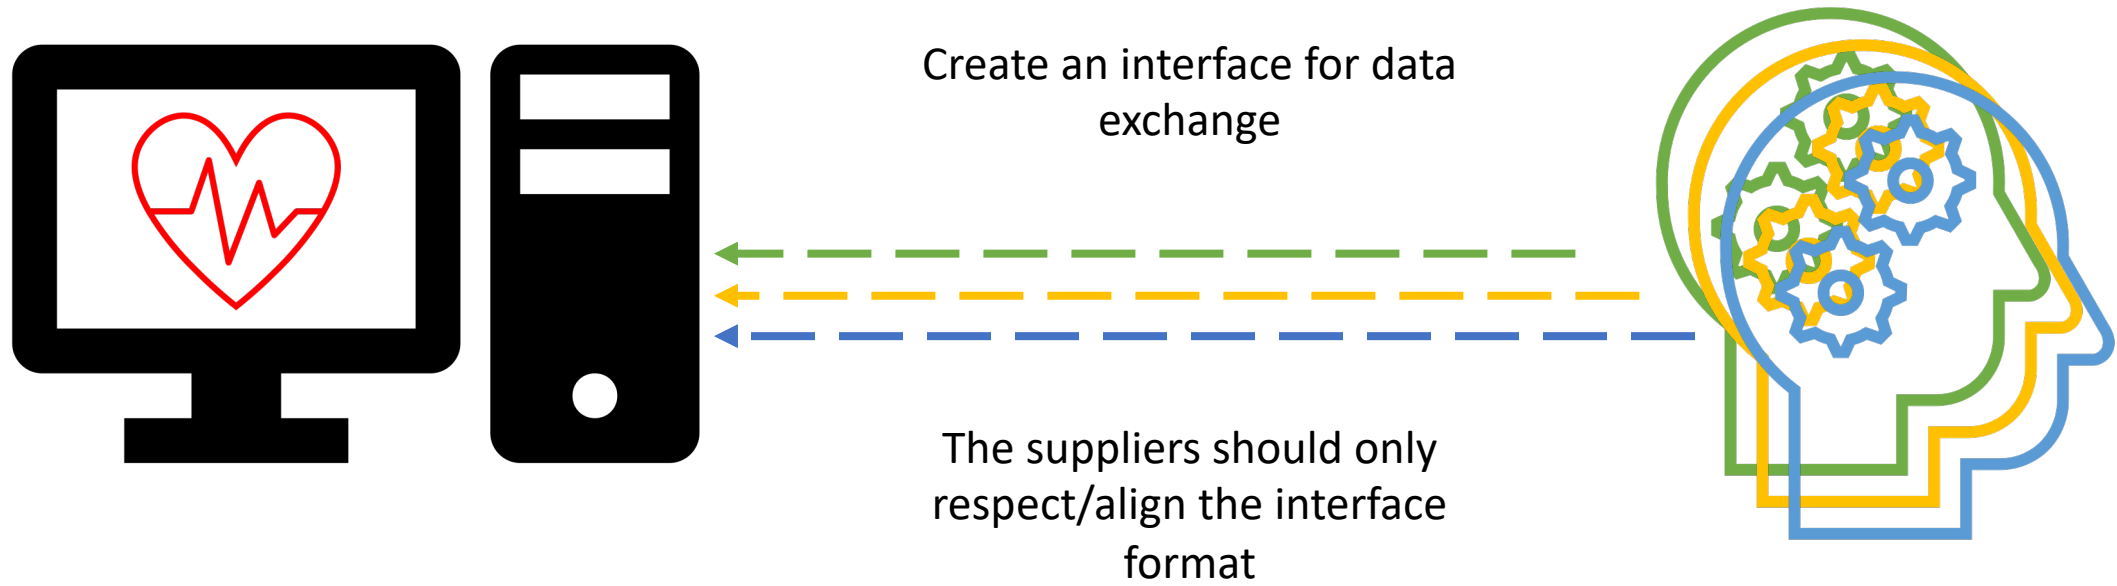 Create an interface for data
exchange
The suppliers should only
respect/align the interface
format